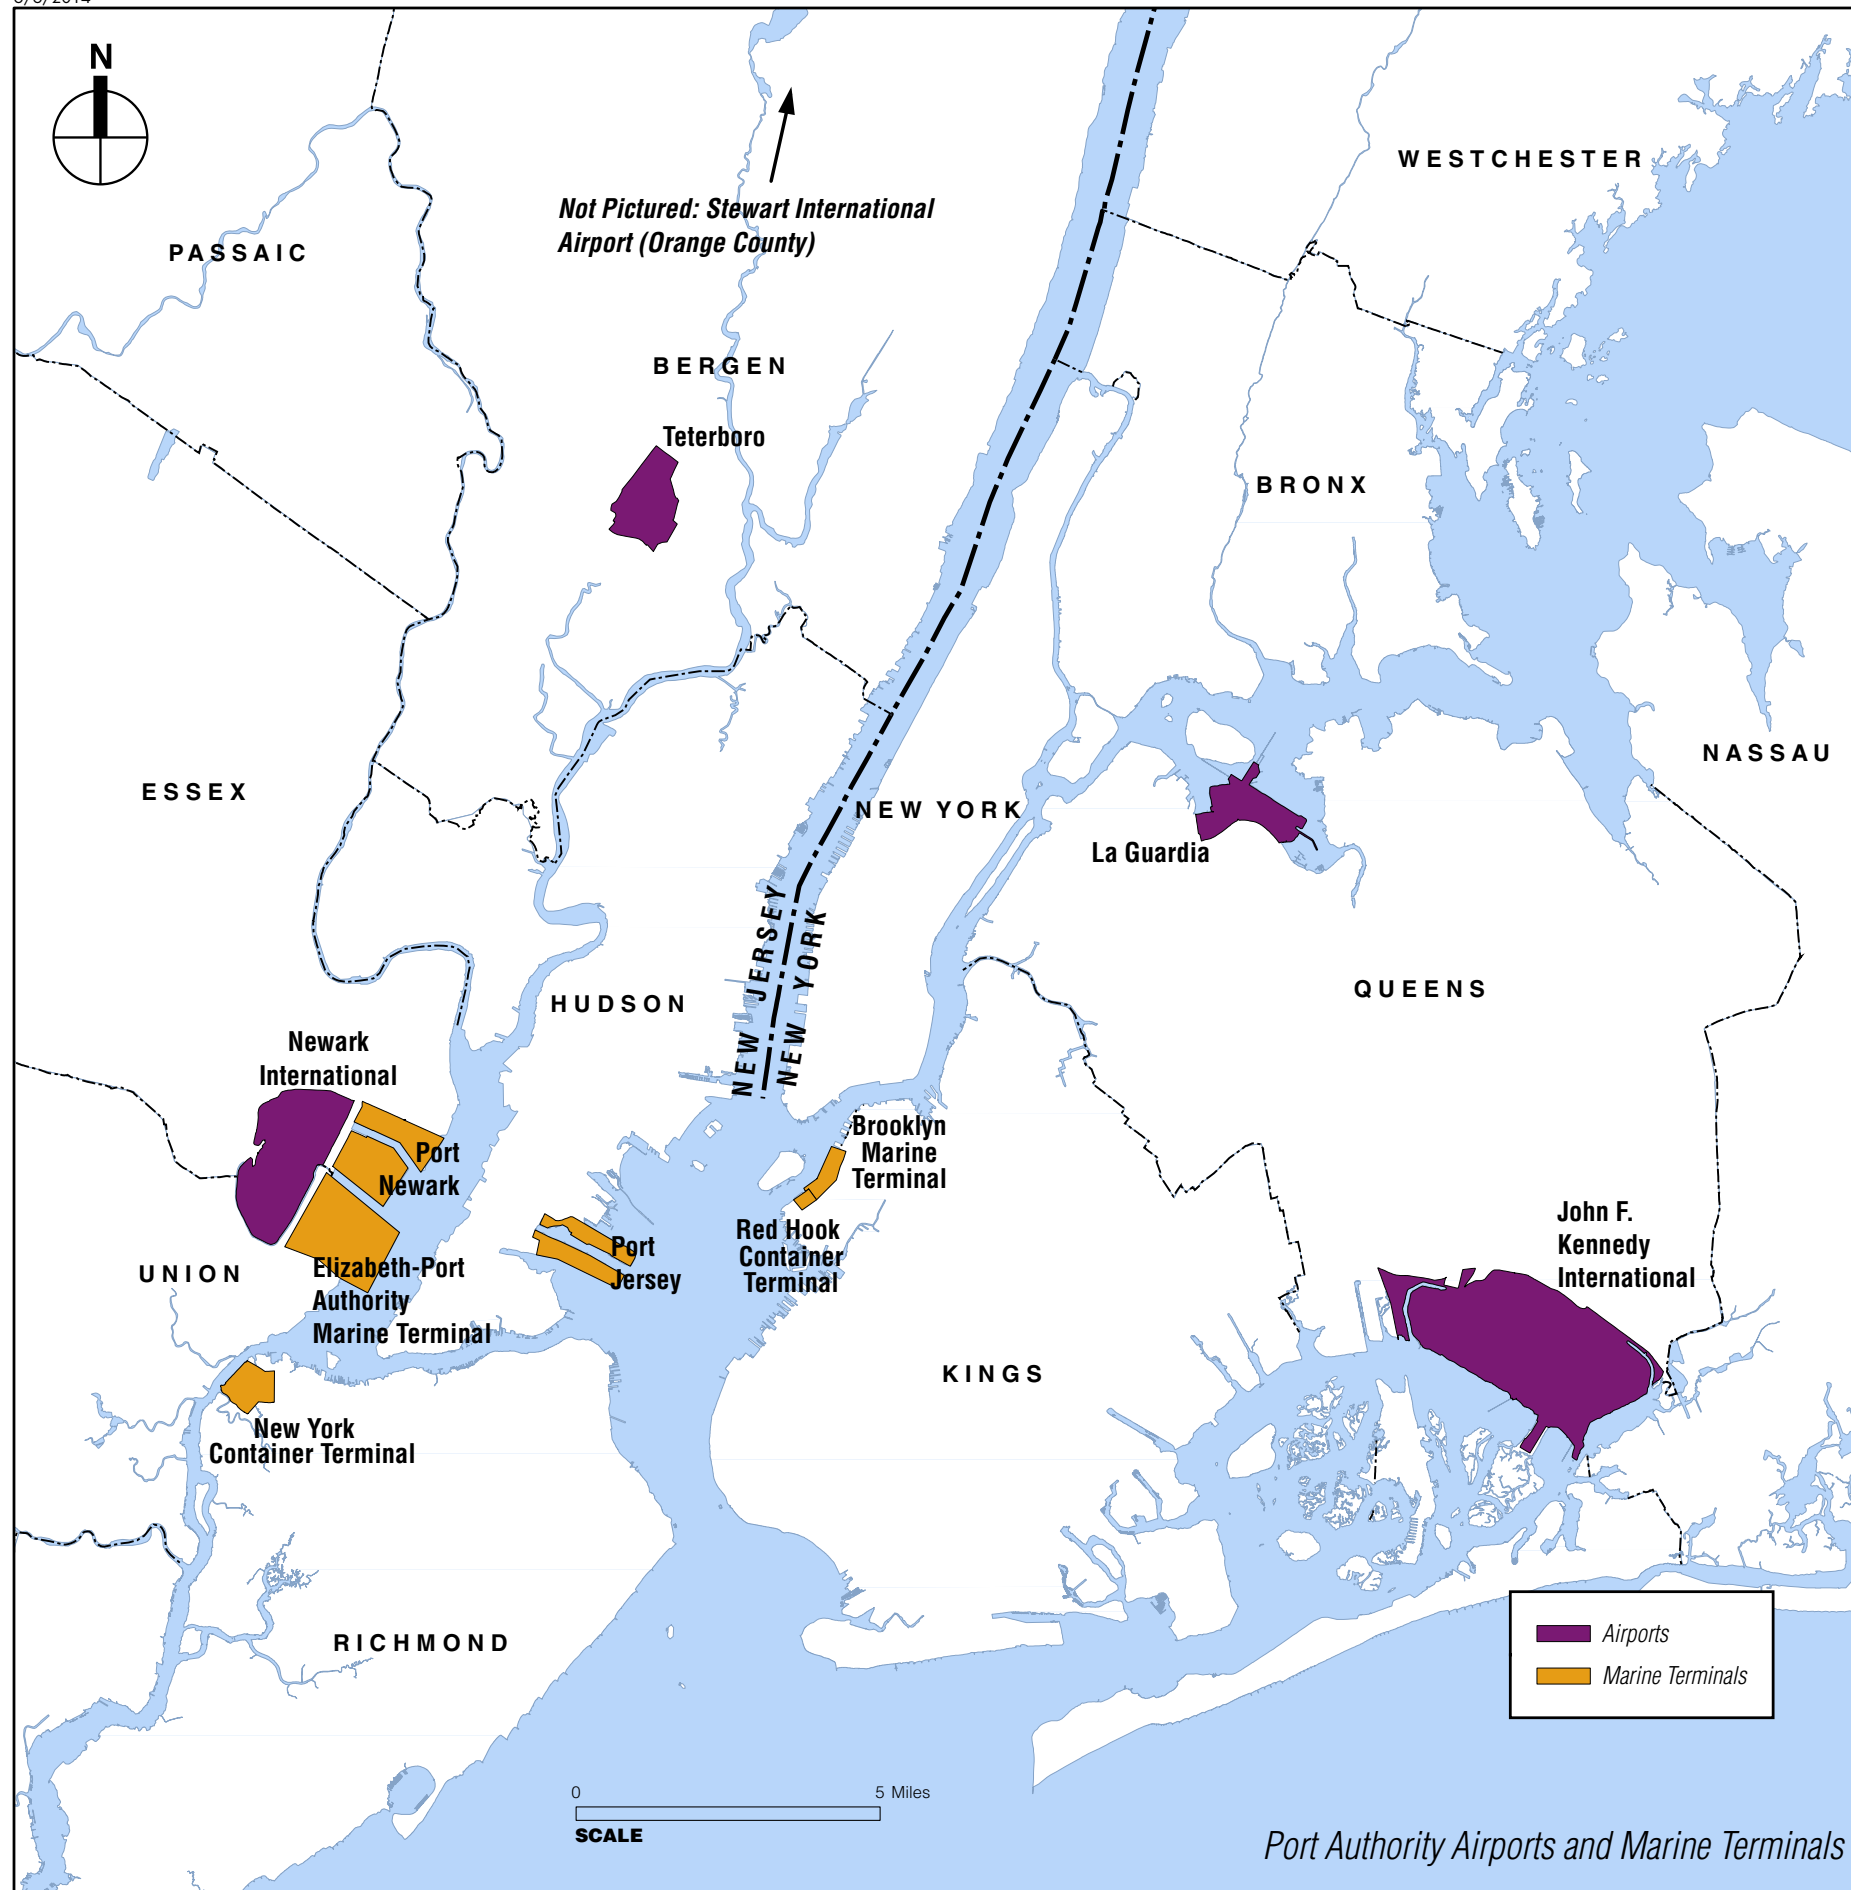 N
WESTCHESTER
Not Pictured: Stewart International
Airport (Orange County)
PASSAIC
BERGEN
Teterboro
BRONX
NASSAU
ESSEX
NEW YORK
La Guardia
NEW JERSEY
NEW YORK
QUEENS
HUDSON
Newark
International
Port
Newark
Brooklyn
Marine
Terminal
Red Hook
Container
Terminal
Port
Jersey
John F.
Kennedy
International
UNION
Elizabeth-Port
Authority
Marine Terminal
KINGS
New York
Container Terminal
RICHMOND
Airports
Marine Terminals
0 5 Miles
SCALE
Port Authority Airports and Marine Terminals